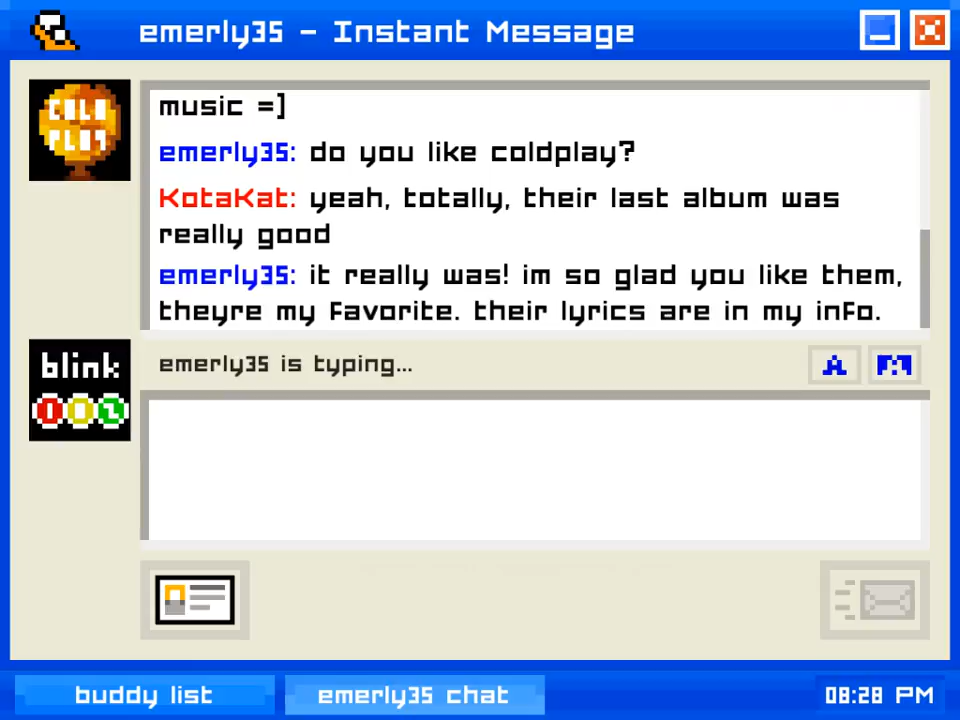 emerly35 - Instant Message
COLD
PLAY
music =]
emerly35: do you like coldplay?
KotaKat: yeah, totally, their last album was
really good
emerly35: it really was! im so glad you like them,
theyre my favorite. their lyrics are in my info.
blink
182
emerly35 is typing...
A
buddy list
emerly35 chat
08:28 PM